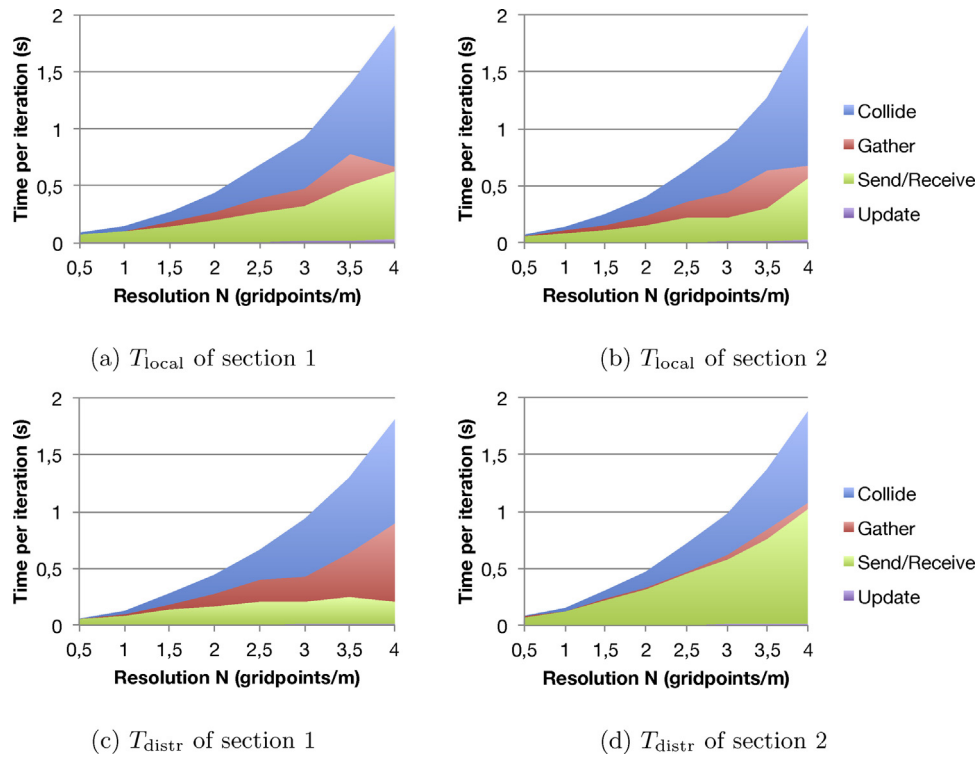 2
1,5
1
0,5
0
Time per iteration (s)
0,5 1 1,5 2 2,5 3 3,5 4
Resolution N (gridpoints/m)
(a) T_local of section 1
2
1,5
1
0,5
0
Time per iteration (s)
0,5 1 1,5 2 2,5 3 3,5 4
Resolution N (gridpoints/m)
Collide
Gather
Send/Receive
Update
(b) T_local of section 2
2
1,5
1
0,5
0
Time per iteration (s)
0,5 1 1,5 2 2,5 3 3,5 4
Resolution N (gridpoints/m)
(c) T_distr of section 1
2
1,5
1
0,5
0
Time per iteration (s)
0,5 1 1,5 2 2,5 3 3,5 4
Resolution N (gridpoints/m)
Collide
Gather
Send/Receive
Update
(d) T_distr of section 2